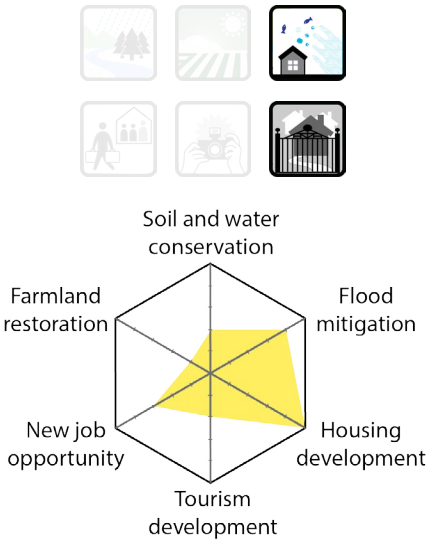 Soil and water
conservation
Farmland
restoration
Flood
mitigation
New job
opportunity
Housing
development
Tourism
development